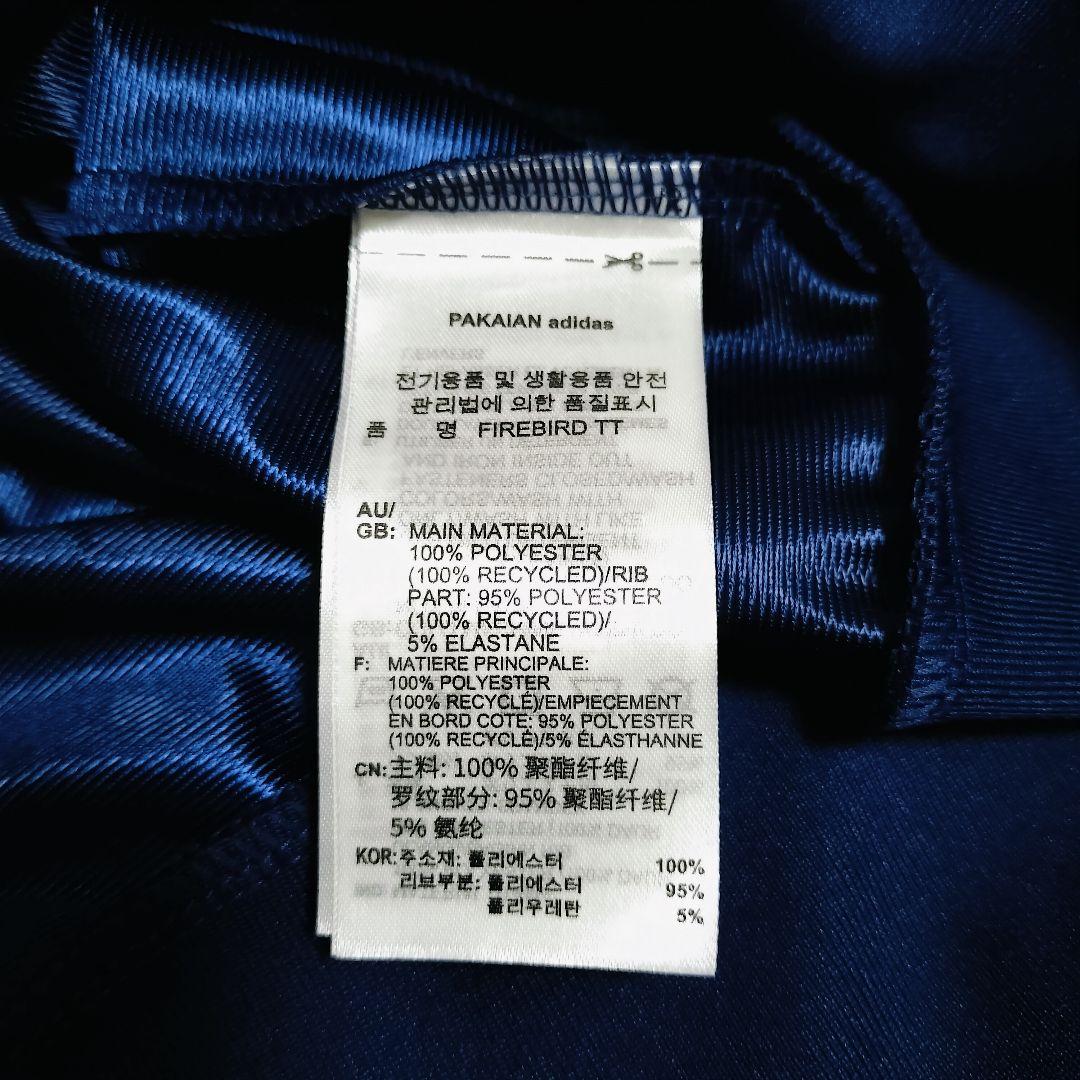 PAKAIAN adidas
전기용품 및 생활용품 안전
관리법에 의한 품질표시
품 명 FIREBIRD TT
AU/
GB: MAIN MATERIAL:
100% POLYESTER
(100% RECYCLED)/RIB
PART: 95% POLYESTER
(100% RECYCLED)/
5% ELASTANE
F: MATIERE PRINCIPALE:
100% POLYESTER
(100% RECYCLÉ)/EMPIECEMENT
EN BORD COTE: 95% POLYESTER
(100% RECYCLÉ)/5% ÉLASTHANNE
CN: 主料: 100% 聚酯纤维/
罗纹部分: 95% 聚酯纤维/
5% 氨纶
KOR: 주소재: 폴리에스터 100%
리브부분: 폴리에스터 95%
폴리우레탄 5%